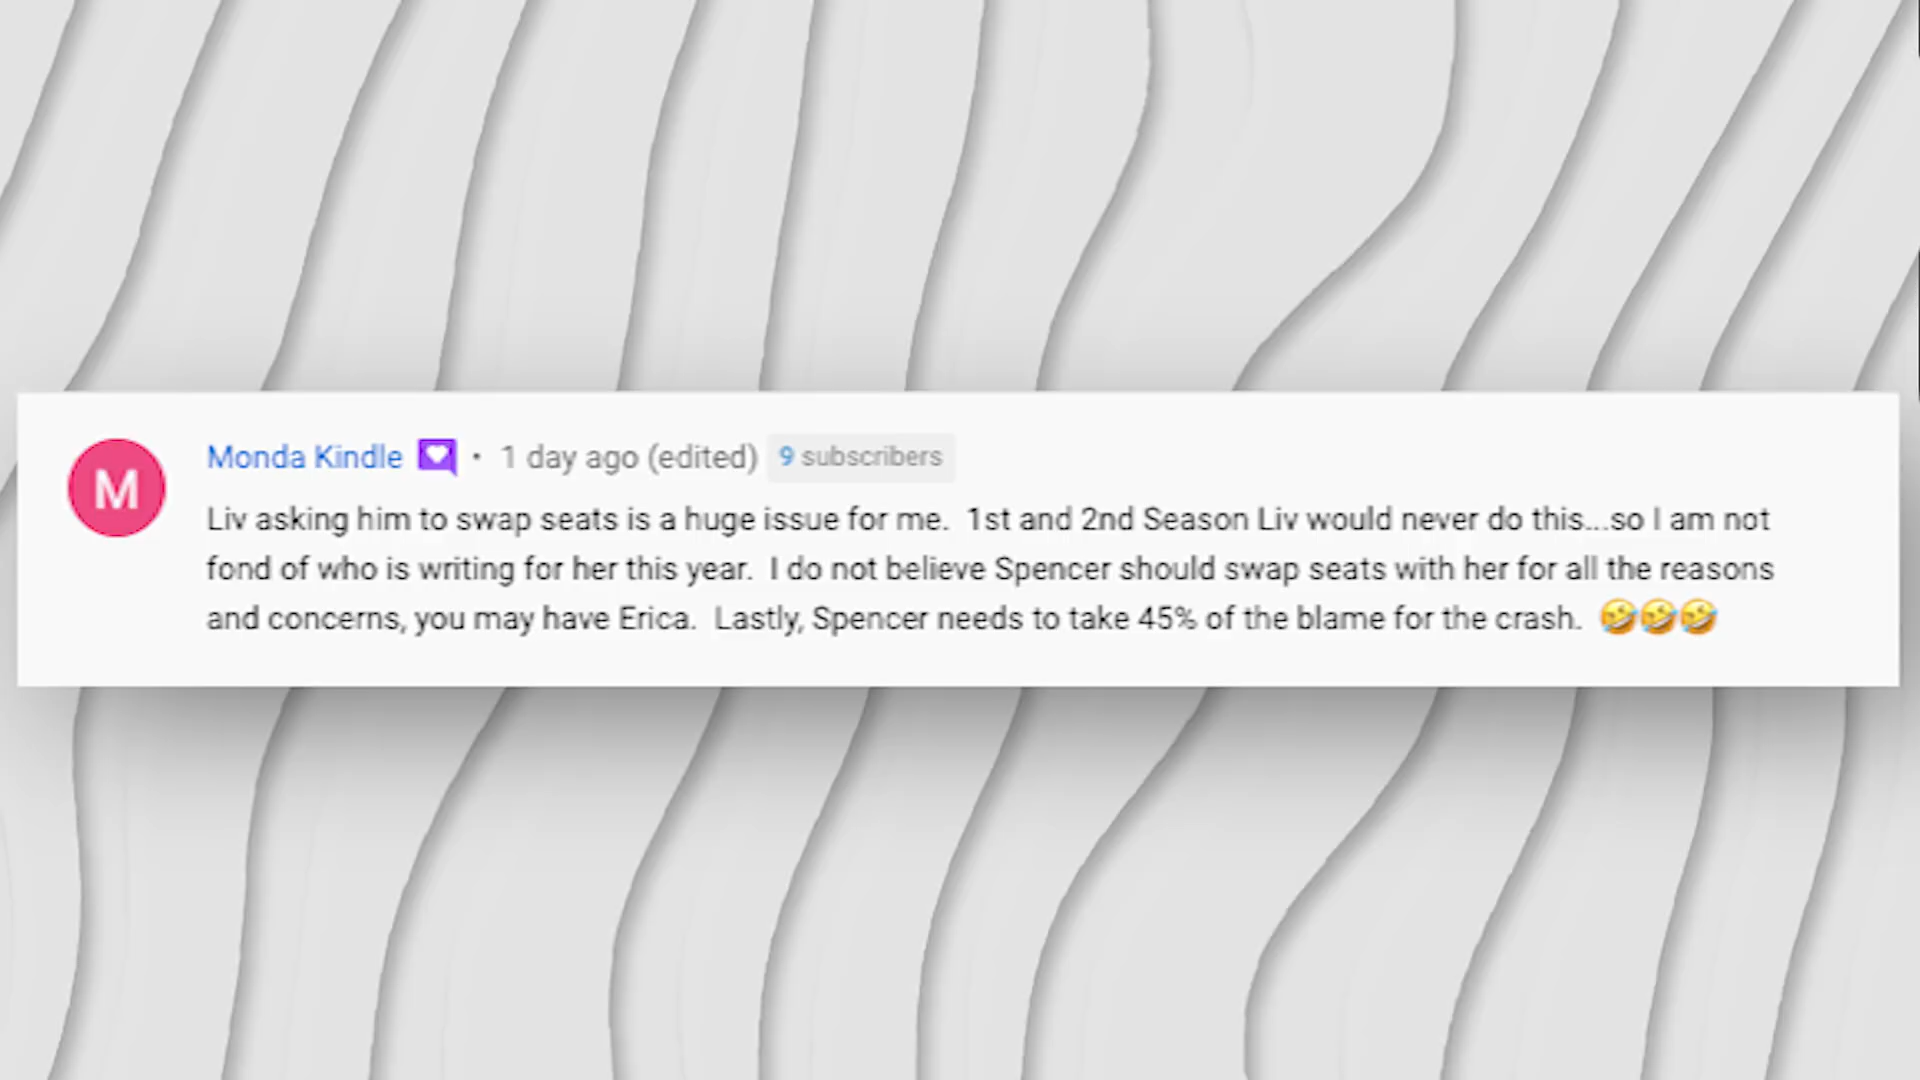 M
Monda Kindle • 1 day ago (edited) 9 subscribers
Liv asking him to swap seats is a huge issue for me.  1st and 2nd Season Liv would never do this...so I am not
fond of who is writing for her this year.  I do not believe Spencer should swap seats with her for all the reasons
and concerns, you may have Erica.  Lastly, Spencer needs to take 45% of the blame for the crash.  🤣🤣🤣